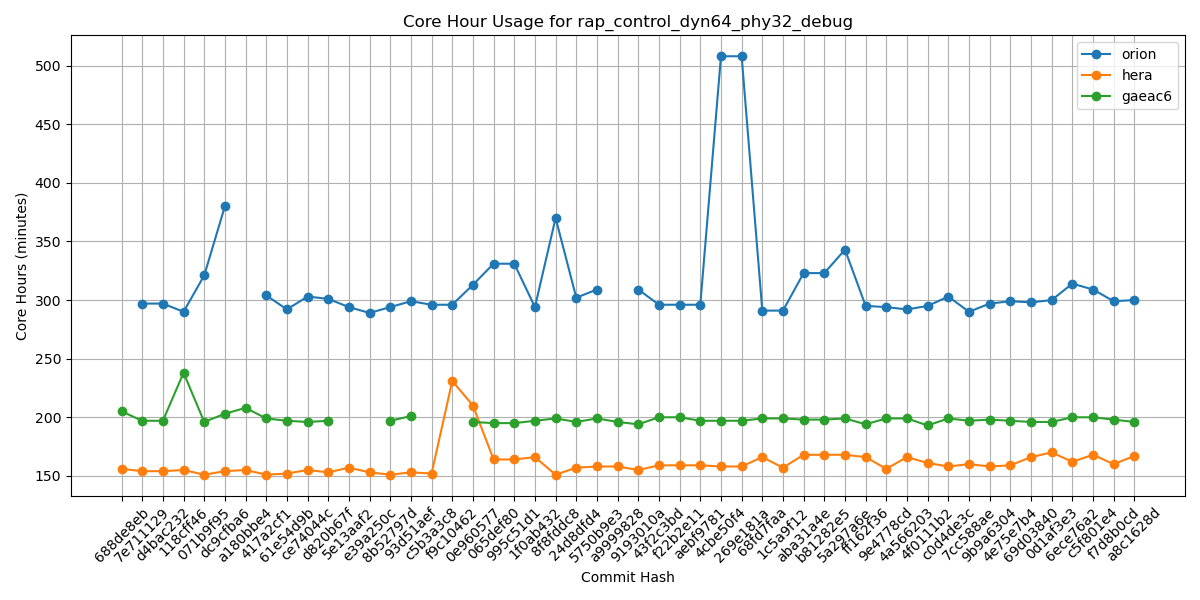 Core Hour Usage for rap_control_dyn64_phy32_debug
orion
hera
gaeac6
Core Hours (minutes)
500
450
400
350
300
250
200
150
688de8eb
7e711129
d4bac232
118cff46
071b9f95
dc9cfba6
a180bbe4
417a2cf1
61e54d9b
ce74044c
d820b67f
5e13aaf2
e39a250c
8b52797d
93d51aef
c5b3a3c8
f9c10462
0e960577
065def80
995c51d1
1f0ab432
8f8fdfdc8
24d8dfd4
5750b9e3
a9999828
9193010a
43f253bd
f22b2e11
aebf9781
4cbe50f4
269e181a
68fd7faa
1c5a9f12
aba31a4e
b81282e5
5a297a6e
ff162f36
9e4778cd
4a566203
4f0111b2
c0d4de3c
7cc588ae
9b9a6304
4e75e7b4
69d03840
0d1af3e3
6ece76a2
c5f801e4
f7d8b0cd
a8c1628d
Commit Hash